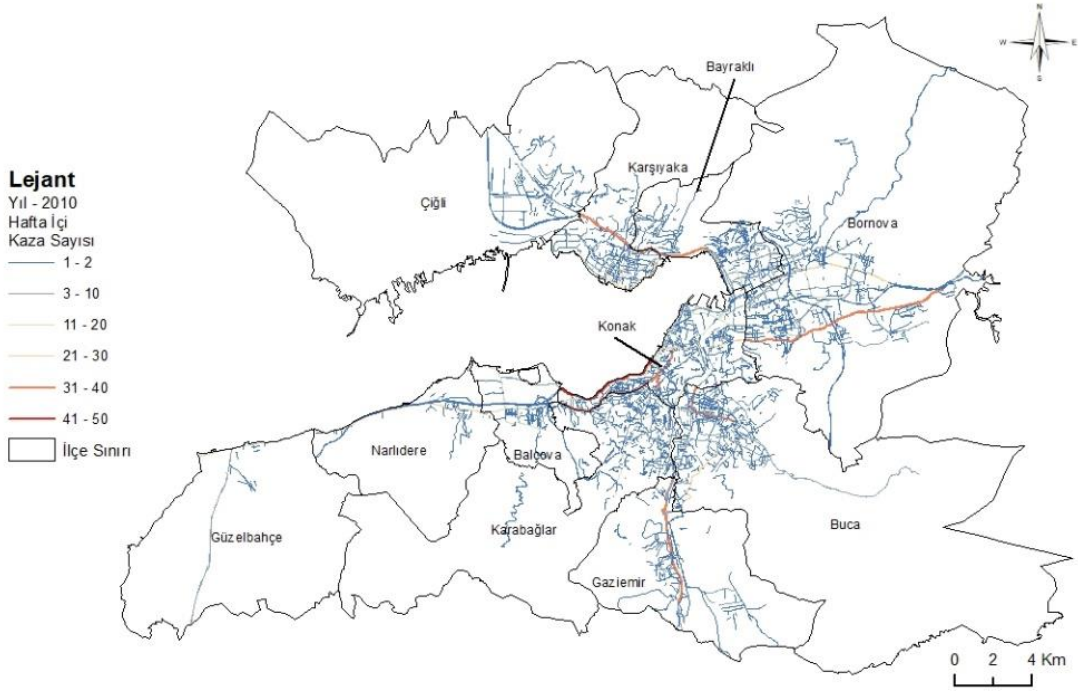 N
W E
S
Bayraklı
Karşıyaka
Çiğli
Bornova
Lejant
Yıl - 2010
Hafta İçi
Kaza Sayısı
1 - 2
3 - 10
11 - 20
21 - 30
31 - 40
41 - 50
İlçe Sınırı
Konak
Narlıdere
Balçova
Güzelbahçe
Karabağlar
Buca
Gaziemir
0 2 4 Km